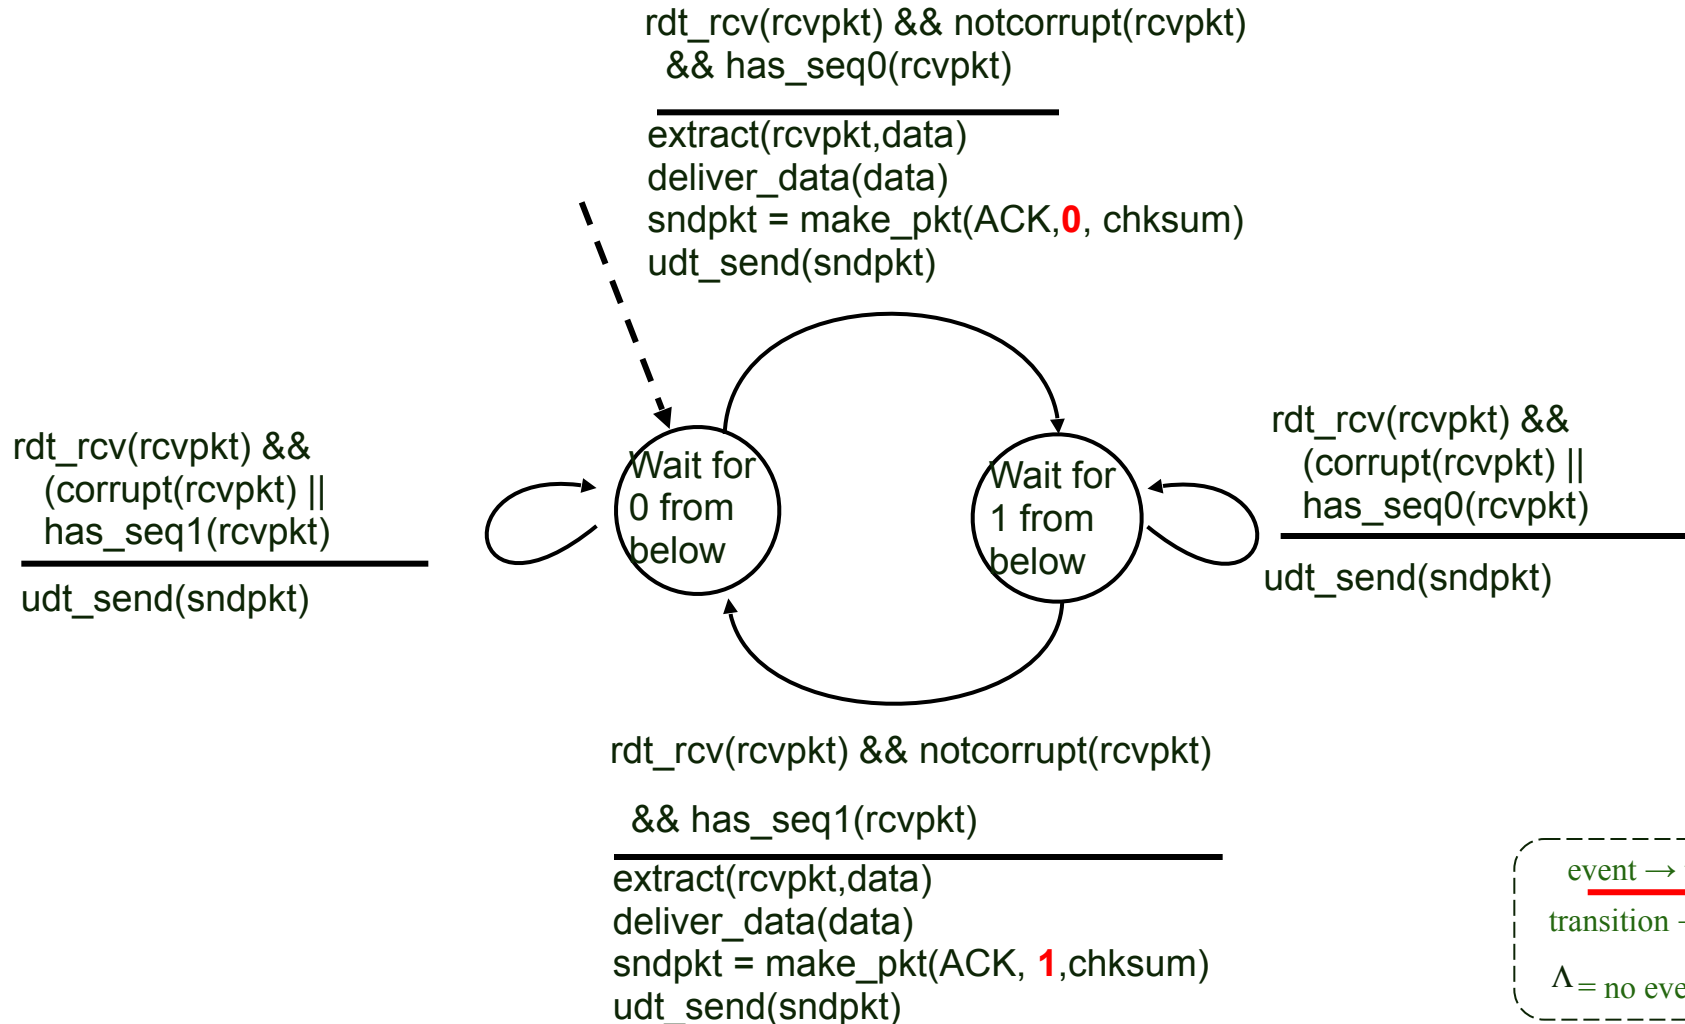 rdt_rcv(rcvpkt) && notcorrupt(rcvpkt)
&& has_seq0(rcvpkt)
extract(rcvpkt,data)
deliver_data(data)
sndpkt = make_pkt(ACK,0, chksum)
udt_send(sndpkt)
rdt_rcv(rcvpkt) &&
(corrupt(rcvpkt) ||
has_seq1(rcvpkt)
udt_send(sndpkt)
Wait for
0 from
below
Wait for
1 from
below
rdt_rcv(rcvpkt) &&
(corrupt(rcvpkt) ||
has_seq0(rcvpkt)
udt_send(sndpkt)
rdt_rcv(rcvpkt) && notcorrupt(rcvpkt)
&& has_seq1(rcvpkt)
extract(rcvpkt,data)
deliver_data(data)
sndpkt = make_pkt(ACK, 1,chksum)
udt_send(sndpkt)
event →
transition
Λ = no